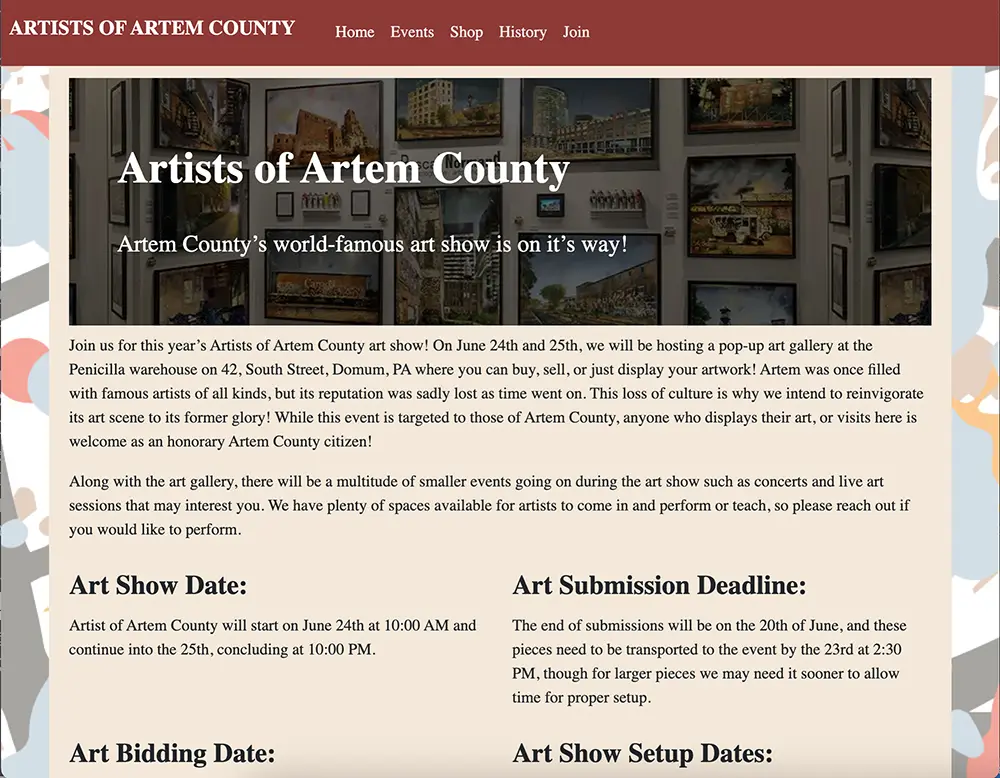 ARTISTS OF ARTEM COUNTY
Home Events Shop History Join
Artists of Artem County
Artem County’s world-famous art show is on it’s way!
Join us for this year’s Artists of Artem County art show! On June 24th and 25th, we will be hosting a pop-up art gallery at the
Penicilla warehouse on 42, South Street, Domum, PA where you can buy, sell, or just display your artwork! Artem was once filled
with famous artists of all kinds, but its reputation was sadly lost as time went on. This loss of culture is why we intend to reinvigorate
its art scene to its former glory! While this event is targeted to those of Artem County, anyone who displays their art, or visits here is
welcome as an honorary Artem County citizen!
Along with the art gallery, there will be a multitude of smaller events going on during the art show such as concerts and live art
sessions that may interest you. We have plenty of spaces available for artists to come in and perform or teach, so please reach out if
you would like to perform.
Art Show Date:
Artist of Artem County will start on June 24th at 10:00 AM and
continue into the 25th, concluding at 10:00 PM.
Art Submission Deadline:
The end of submissions will be on the 20th of June, and these
pieces need to be transported to the event by the 23rd at 2:30
PM, though for larger pieces we may need it sooner to allow
time for proper setup.
Art Bidding Date:
Art Show Setup Dates: